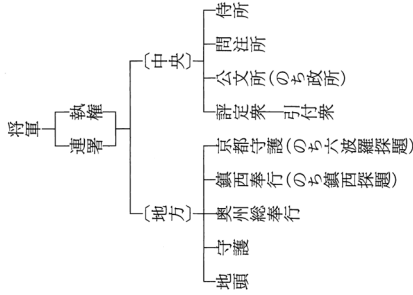 将軍
執権
連署
〔中央〕
侍所
問注所
公文所(のち政所)
評定衆
引付衆
〔地方〕
京都守護(のち六波羅探題)
鎮西奉行(のち鎮西探題)
奥州総奉行
守護
地頭